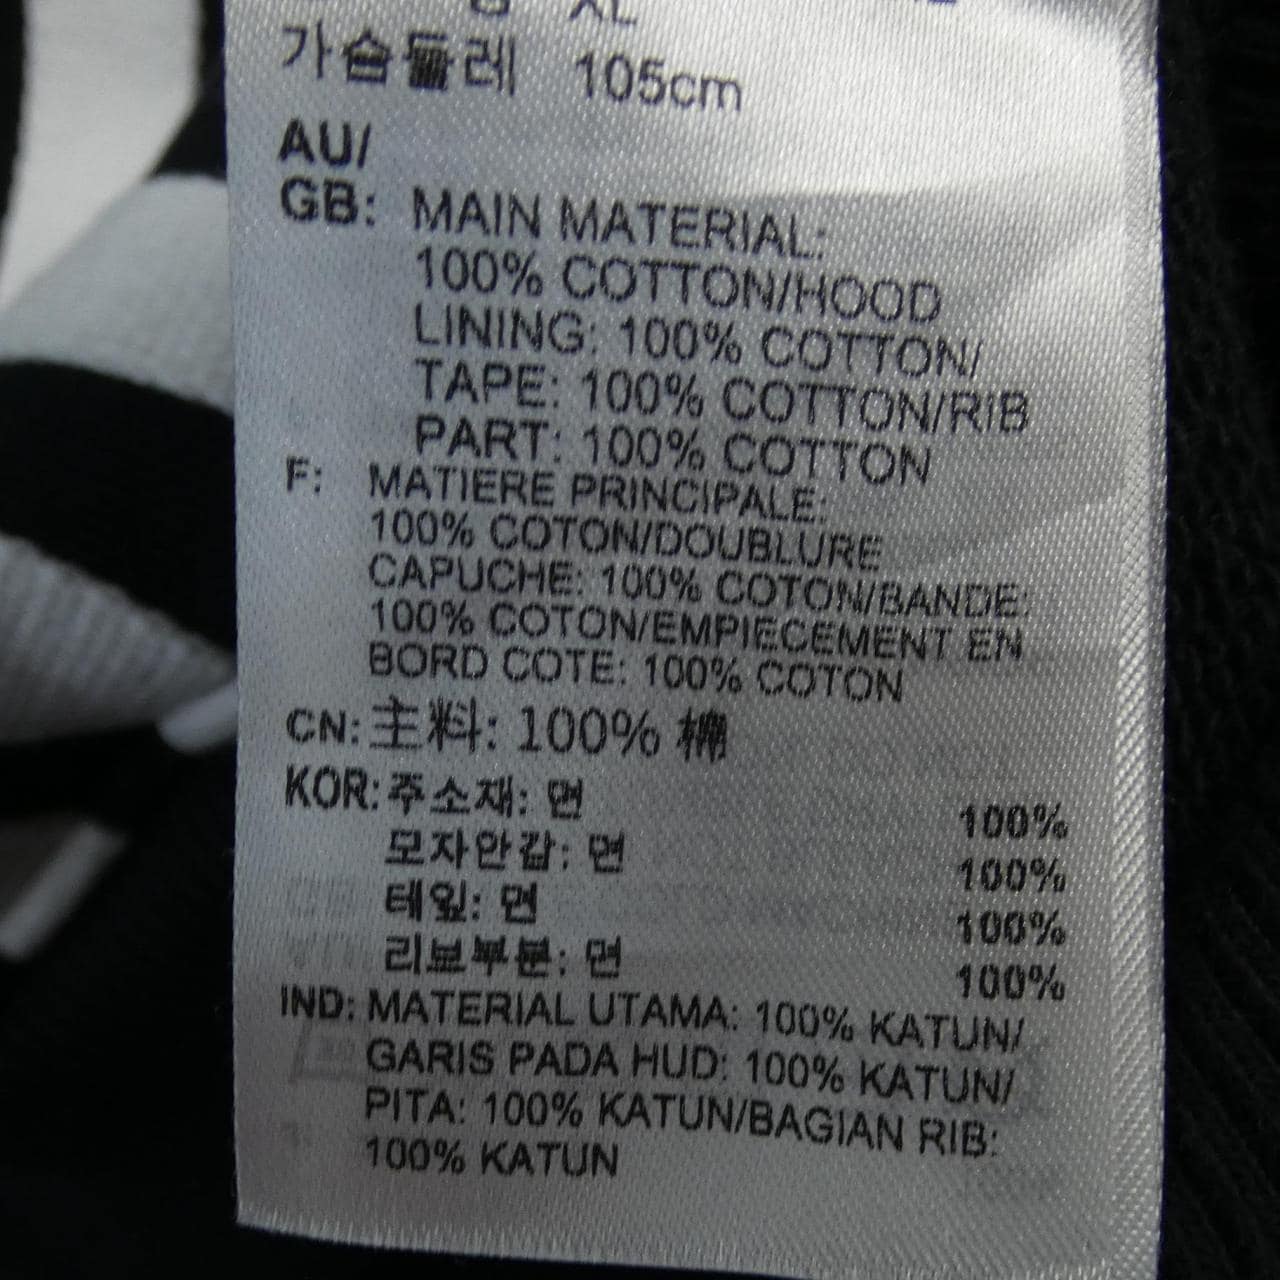 XL
가슴둘레 105cm
AU/
GB: MAIN MATERIAL:
100% COTTON/HOOD
LINING: 100% COTTON/
TAPE: 100% COTTON/RIB
PART: 100% COTTON
F: MATIERE PRINCIPALE:
100% COTON/DOUBLURE
CAPUCHE: 100% COTON/BANDE:
100% COTON/EMPIECEMENT EN
BORD COTE: 100% COTON
CN: 主料: 100% 棉
KOR: 주소재: 면 100%
모자안감: 면 100%
테잎: 면 100%
리브부분: 면 100%
IND: MATERIAL UTAMA: 100% KATUN/
GARIS PADA HUD: 100% KATUN/
PITA: 100% KATUN/BAGIAN RIB:
100% KATUN